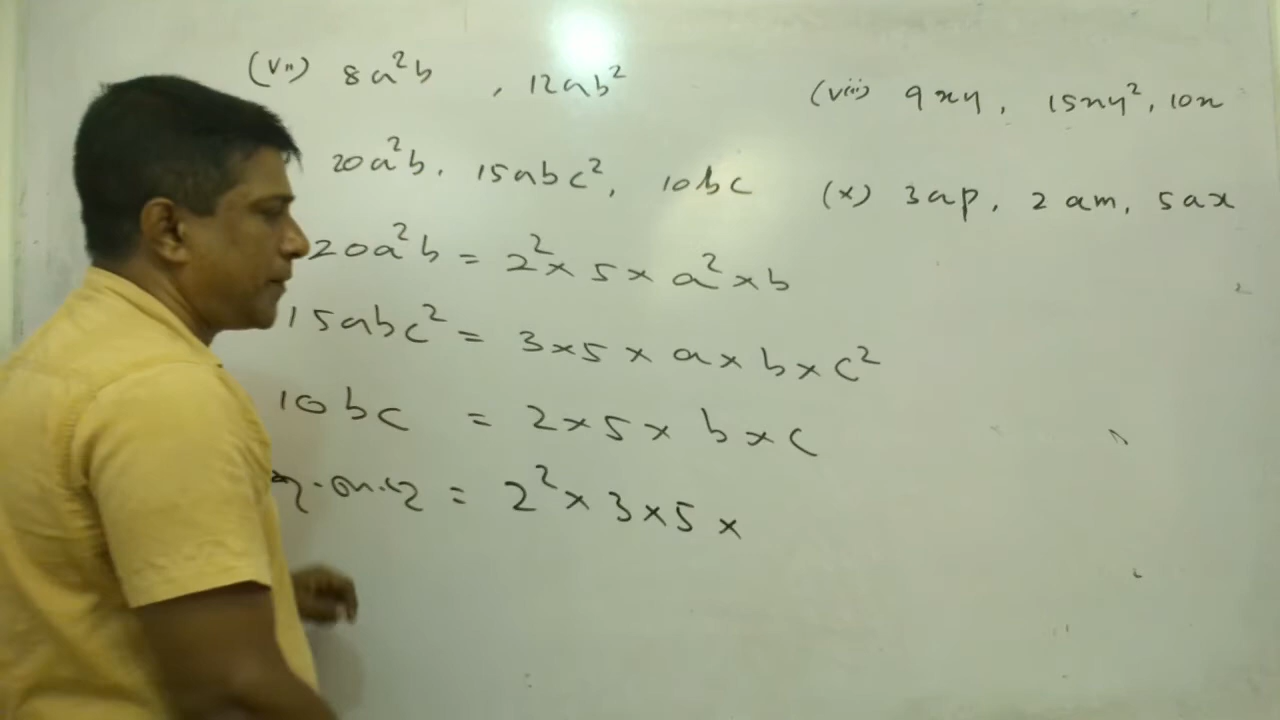 (vii) 8a²b , 12ab²
(viii) 9xy, 15xy², 10x
20a²b, 15abc², 10bc
(x) 3ap, 2am, 5ax
20a²b = 2² × 5 × a² × b
15abc² = 3 × 5 × a × b × c²
10bc = 2 × 5 × b × c
= 2² × 3 × 5 ×